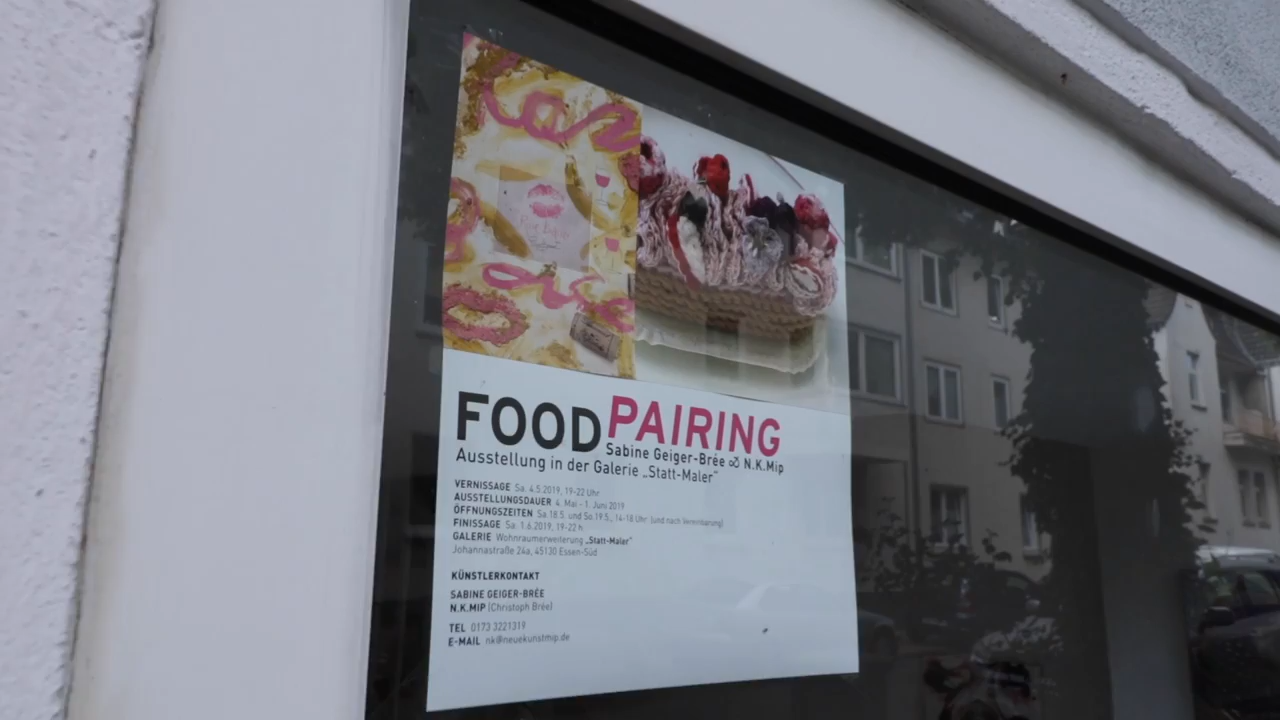 FOODPAIRING
Sabine Geiger-Brée & N.K.Mip
Ausstellung in der Galerie „Statt-Maler“
VERNISSAGE Sa. 4.5.2019, 19-22 Uhr
AUSSTELLUNGSDAUER 4. Mai - 1. Juni 2019
ÖFFNUNGSZEITEN Sa.18.5. und So.19.5., 14-18 Uhr (und nach Vereinbarung)
FINISSAGE Sa. 1.6.2019, 19-22 h
GALERIE Wohnraumerweiterung „Statt-Maler“
Johannastraße 24a, 45130 Essen-Süd
KÜNSTLERKONTAKT
SABINE GEIGER-BRÉE
N.K.MIP (Christoph Brée)
TEL 0173 3221319
E-MAIL nk@neuekunstmip.de